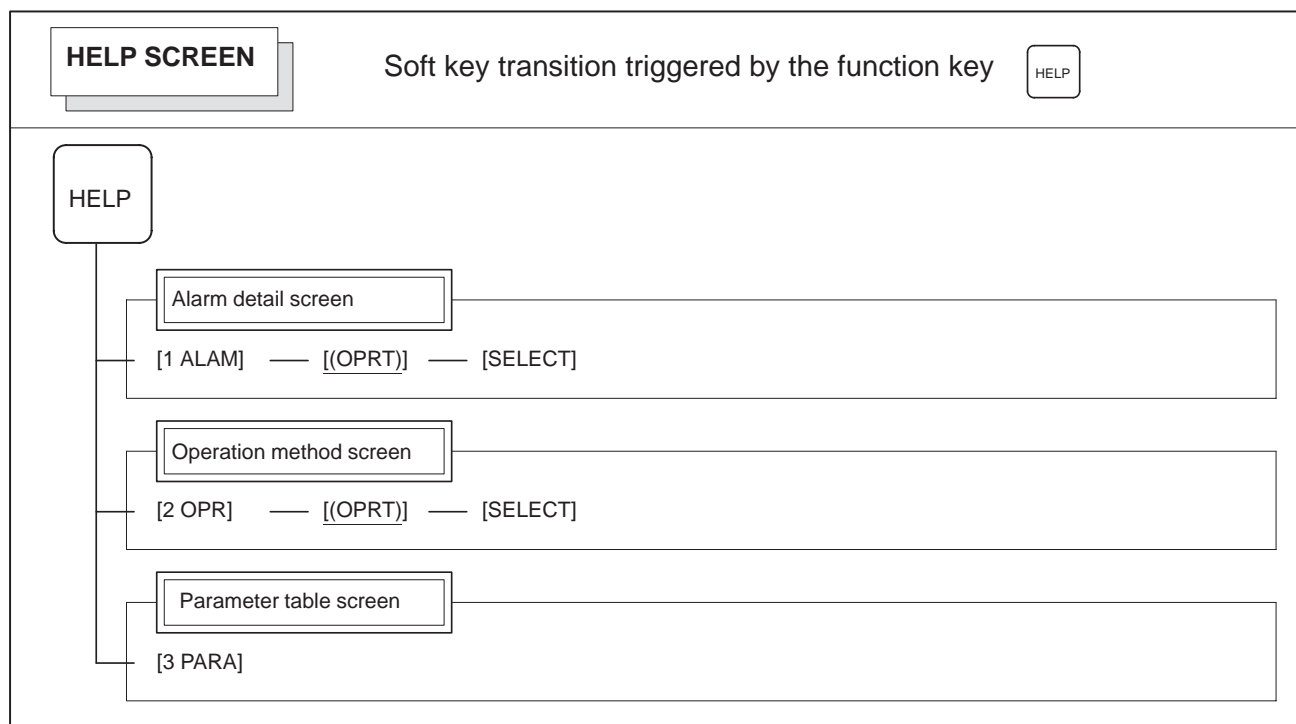 HELP SCREEN
Soft key transition triggered by the function key
HELP
HELP
Alarm detail screen
[1 ALAM] [(OPRT)] [SELECT]
Operation method screen
[2 OPR] [(OPRT)] [SELECT]
Parameter table screen
[3 PARA]